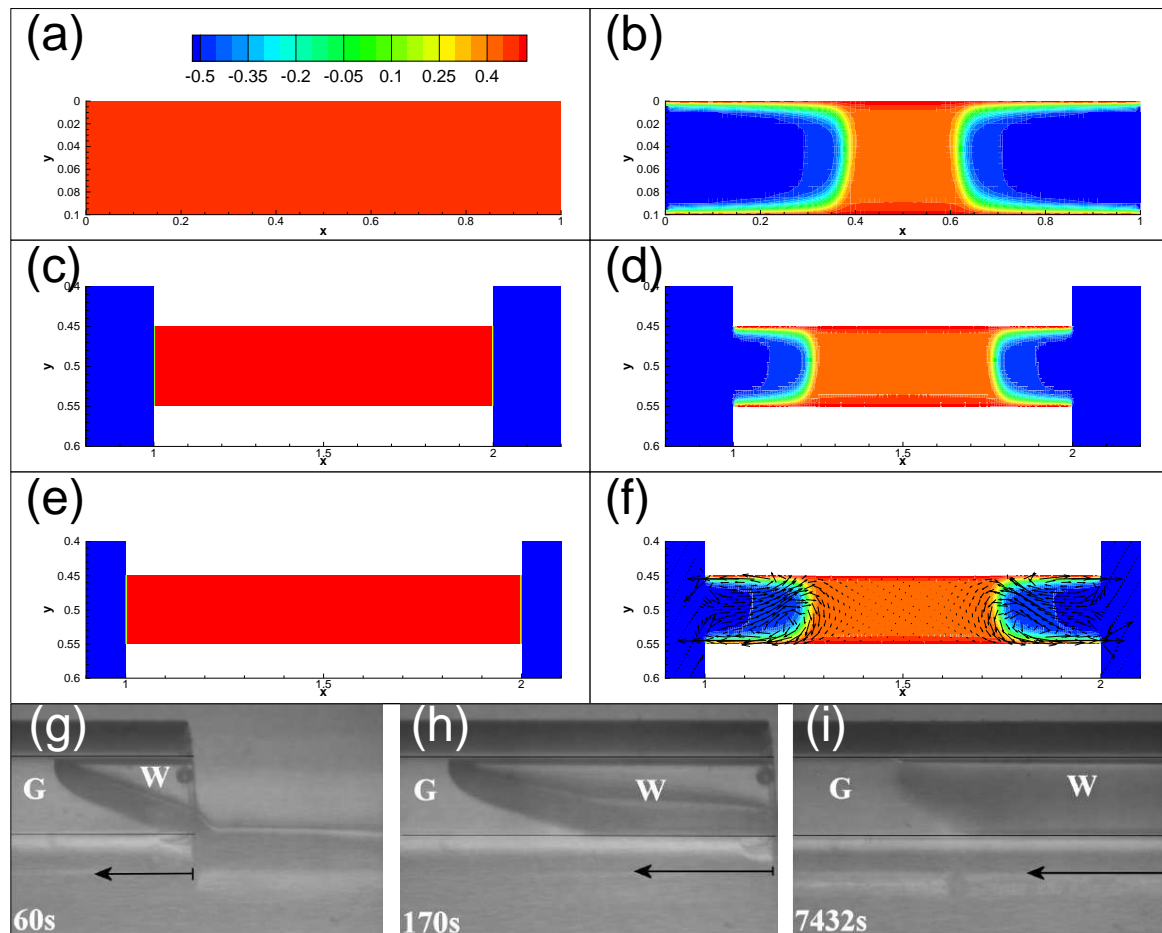 (a)
-0.5 -0.35 -0.2 -0.05 0.1 0.25 0.4
0
0.02
0.04
0.06
0.08
0.1
y
0 0.2 0.4 0.6 0.8 1
x
(b)
0
0.02
0.04
0.06
0.08
0.1
y
0 0.2 0.4 0.6 0.8 1
x
(c)
0.4
0.45
0.5
0.55
0.6
y
1 1.5 2
x
(d)
0.4
0.45
0.5
0.55
0.6
y
1 1.5 2
x
(e)
0.4
0.45
0.5
0.55
0.6
y
1 1.5 2
x
(f)
0.4
0.45
0.5
0.55
0.6
y
1 1.5 2
x
(g)
G W
60s
(h)
G W
170s
(i)
G W
7432s